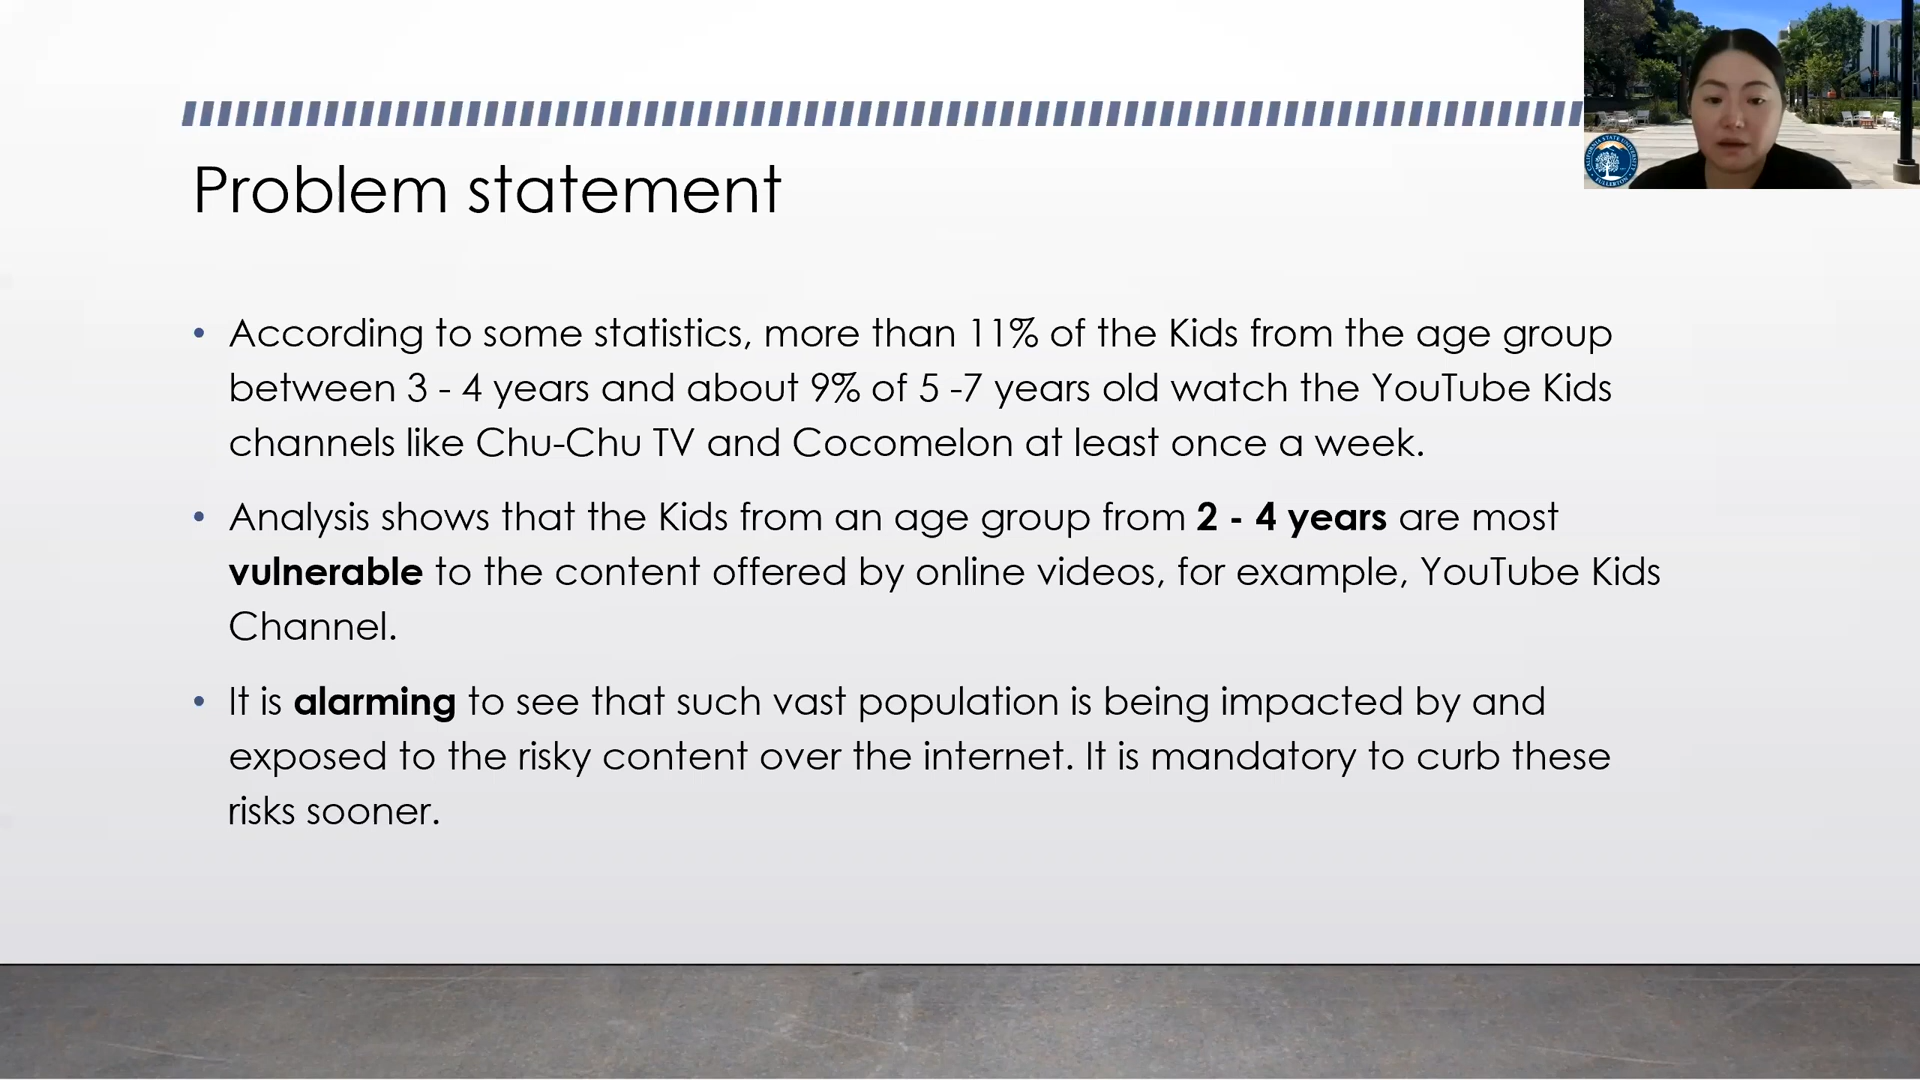 Problem statement
• According to some statistics, more than 11% of the Kids from the age group
between 3 - 4 years and about 9% of 5 -7 years old watch the YouTube Kids
channels like Chu-Chu TV and Cocomelon at least once a week.
• Analysis shows that the Kids from an age group from 2 - 4 years are most
vulnerable to the content offered by online videos, for example, YouTube Kids
Channel.
• It is alarming to see that such vast population is being impacted by and
exposed to the risky content over the internet. It is mandatory to curb these
risks sooner.
CALIFORNIA STATE UNIVERSITY
FULLERTON